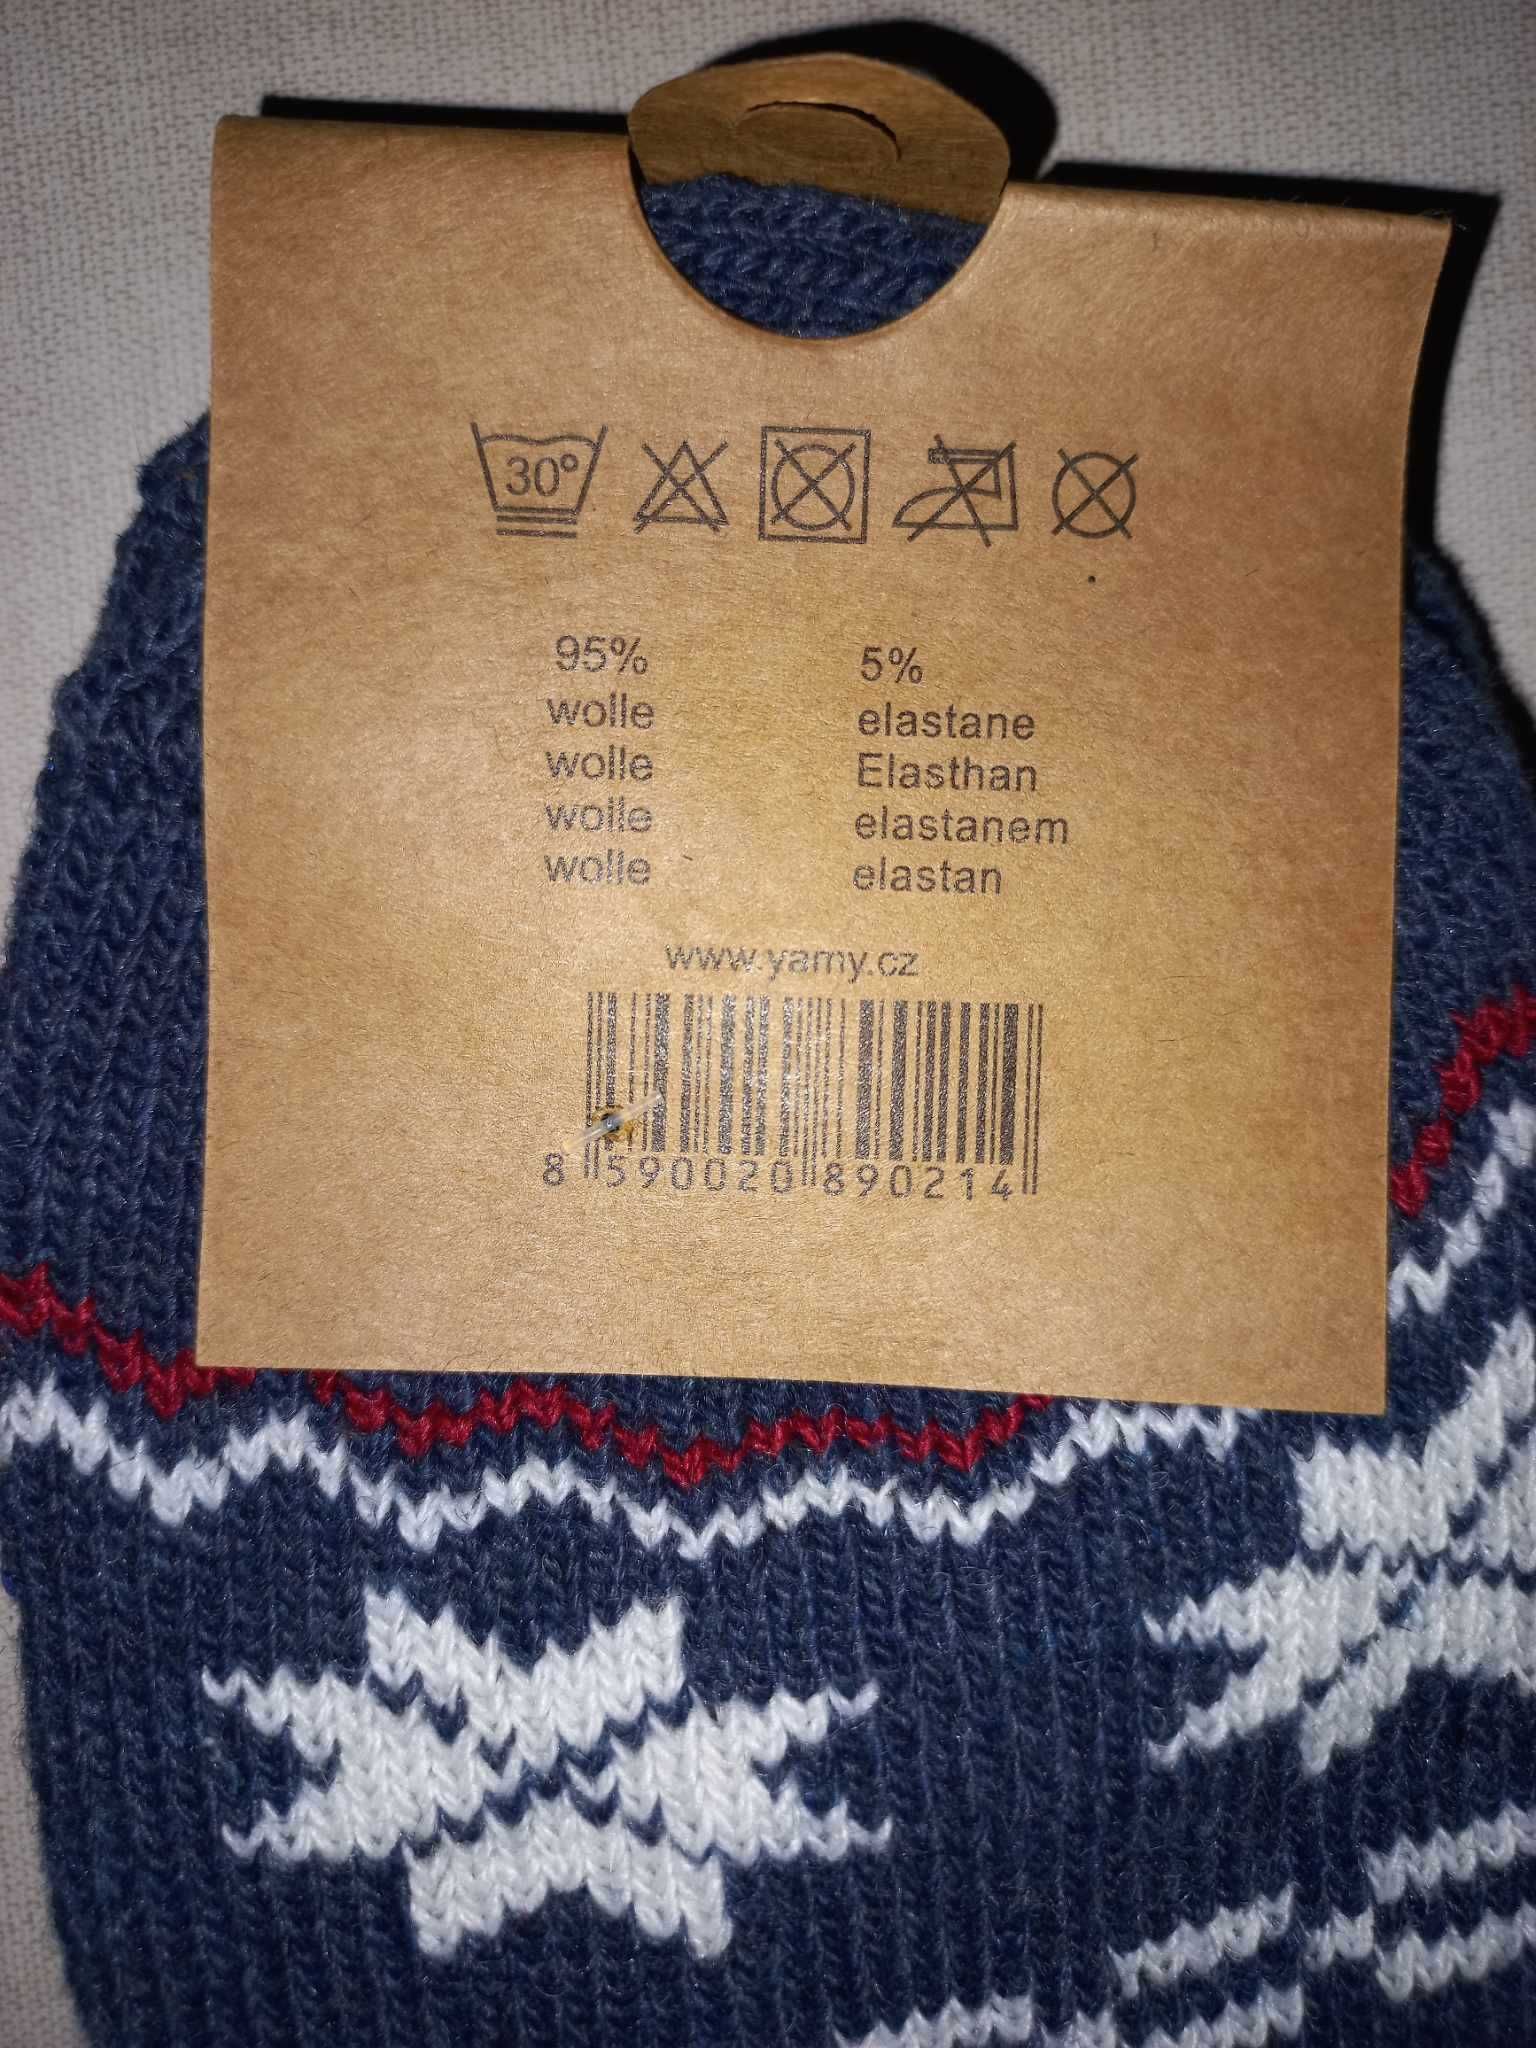 30°
95% 5%
wolle elastane
wolle Elasthan
wolle elastanem
wolle elastan
www.yamy.cz
8 590020 890214